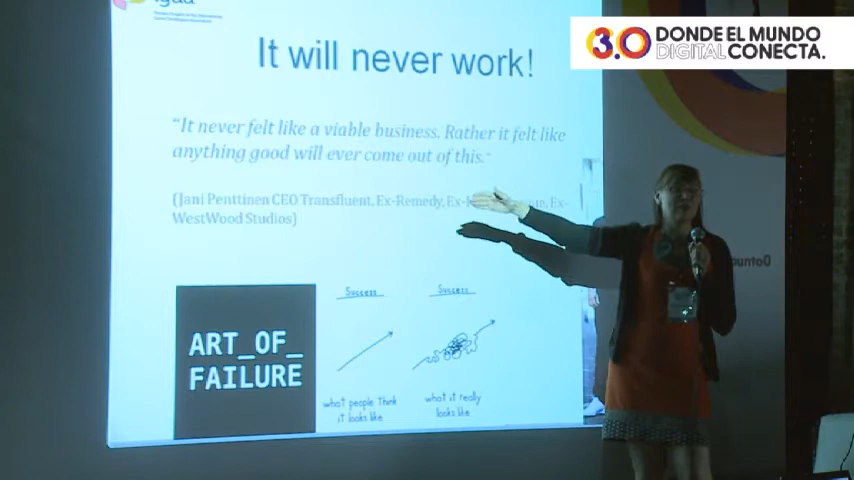 It will never work!
3.0 DONDE EL MUNDO
DIGITAL CONECTA.
"It never felt like a viable business. Rather it felt like
anything good will ever come out of this."
(Jani Penttinen CEO Transfluent, Ex-Remedy, Ex-
WestWood Studios)
ART_OF_
FAILURE
Success
what people think
it looks like
Success
what it really
looks like